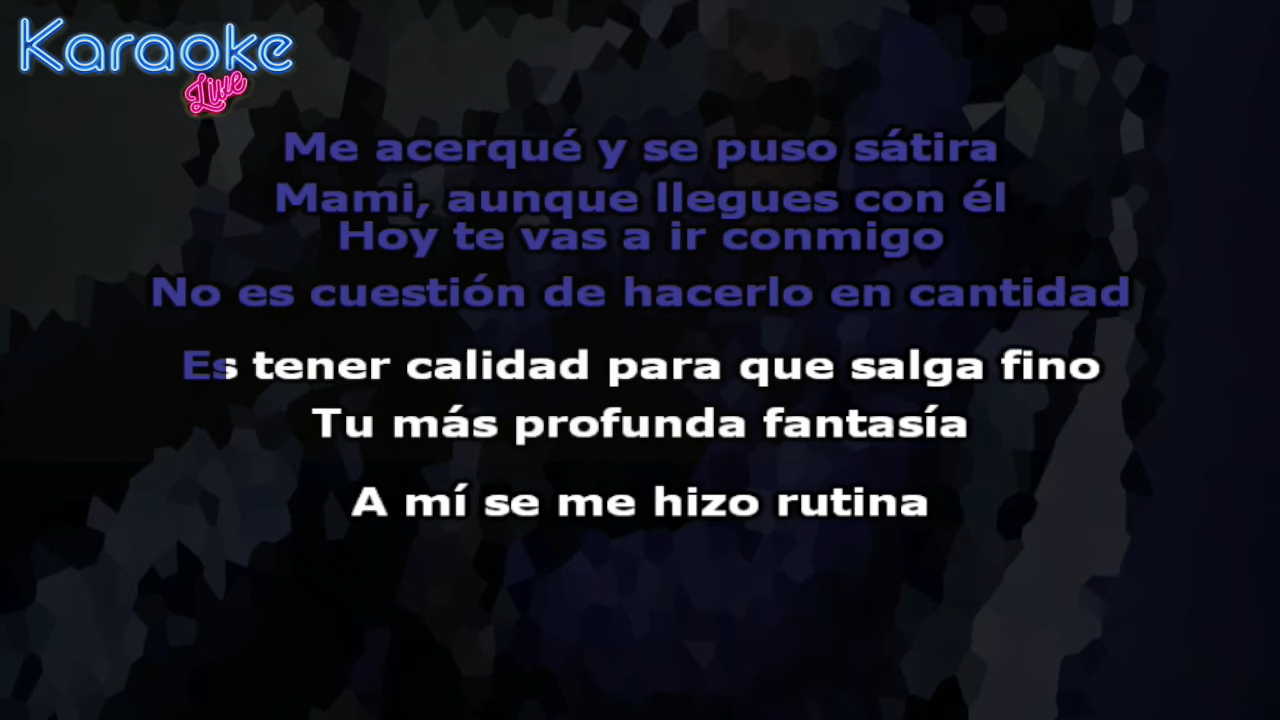 Karaoke
Live
Me acerqué y se puso sátira
Mami, aunque llegues con él
Hoy te vas a ir conmigo
No es cuestión de hacerlo en cantidad
Es tener calidad para que salga fino
Tu más profunda fantasía
A mí se me hizo rutina